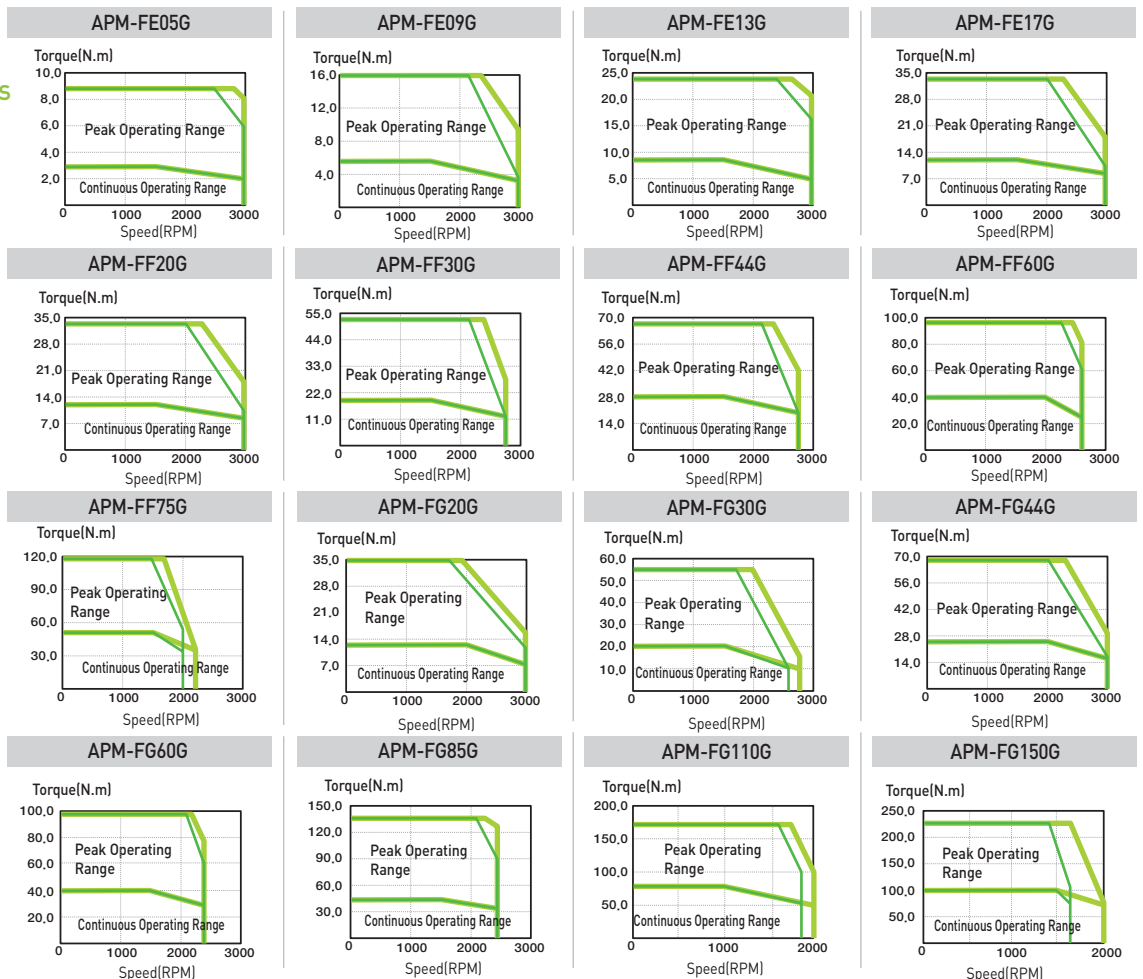 APM-FE05G
APM-FE09G
APM-FE13G
APM-FE17G
s
Torque(N.m)
10,0
8,0
6,0
4,0
2,0
Peak Operating Range
Continuous Operating Range
0 1000 2000 3000
Speed(RPM)
Torque(N.m)
16,0
12,0
8,0
4,0
Peak Operating Range
Continuous Operating Range
0 1000 2000 3000
Speed(RPM)
Torque(N.m)
25,0
20,0
15,0
10,0
5,0
Peak Operating Range
Continuous Operating Range
0 1000 2000 3000
Speed(RPM)
Torque(N.m)
35,0
28,0
21,0
14,0
7,0
Peak Operating Range
Continuous Operating Range
0 1000 2000 3000
Speed(RPM)
APM-FF20G
APM-FF30G
APM-FF44G
APM-FF60G
Torque(N.m)
35,0
28,0
21,0
14,0
7,0
Peak Operating Range
Continuous Operating Range
0 1000 2000 3000
Speed(RPM)
Torque(N.m)
55,0
44,0
33,0
22,0
11,0
Peak Operating Range
Continuous Operating Range
0 1000 2000 3000
Speed(RPM)
Torque(N.m)
70,0
56,0
42,0
28,0
14,0
Peak Operating Range
Continuous Operating Range
0 1000 2000 3000
Speed(RPM)
Torque(N.m)
100,0
80,0
60,0
40,0
20,0
Peak Operating Range
Continuous Operating Range
0 1000 2000 3000
Speed(RPM)
APM-FF75G
APM-FG20G
APM-FG30G
APM-FG44G
Torque(N.m)
120,0
90,0
60,0
30,0
Peak Operating
Range
Continuous Operating Range
0 1000 2000 3000
Speed(RPM)
Torque(N.m)
35,0
28,0
21,0
14,0
7,0
Peak Operating
Range
Continuous Operating Range
0 1000 2000 3000
Speed(RPM)
Torque(N.m)
60,0
50,0
40,0
30,0
20,0
10,0
Peak Operating
Range
Continuous Operating Range
0 1000 2000 3000
Speed(RPM)
Torque(N.m)
70,0
56,0
42,0
28,0
14,0
Peak Operating Range
Continuous Operating Range
0 1000 2000 3000
Speed(RPM)
APM-FG60G
APM-FG85G
APM-FG110G
APM-FG150G
Torque(N.m)
100,0
80,0
60,0
40,0
20,0
Peak Operating
Range
Continuous Operating Range
0 1000 2000 3000
Speed(RPM)
Torque(N.m)
150,0
120,0
90,0
60,0
30,0
Peak Operating
Range
Continuous Operating Range
0 1000 2000 3000
Speed(RPM)
Torque(N.m)
200,0
150,0
100,0
50,0
Peak Operating
Range
Continuous Operating Range
0 1000 2000
Speed(RPM)
Torque(N.m)
250,0
200,0
150,0
100,0
50,0
Peak Operating
Range
Continuous Operating Range
0 1000 2000
Speed(RPM)